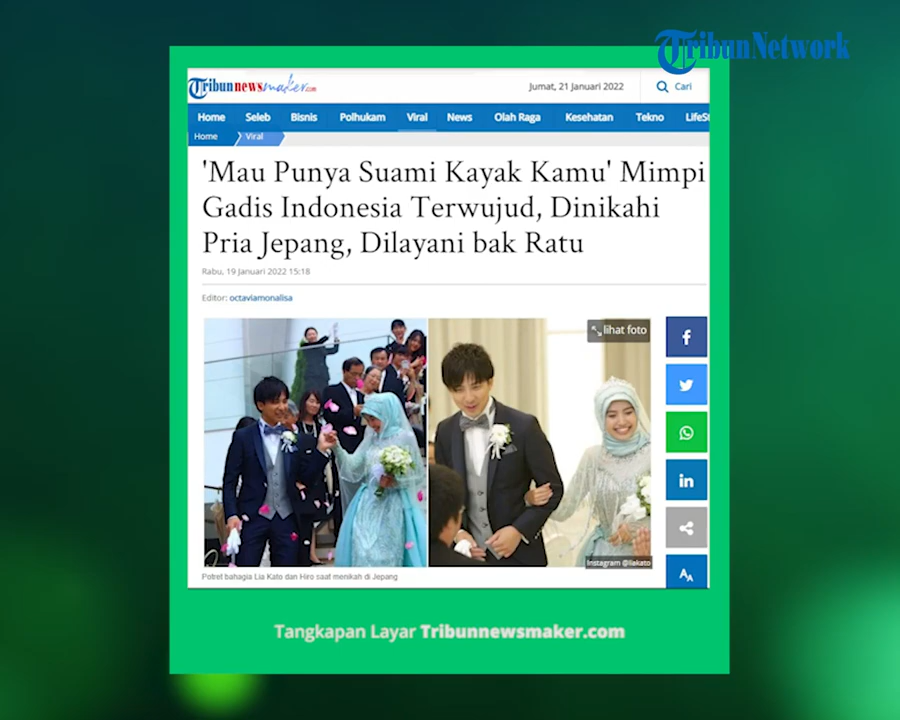 TribunNetwork
Tribunnewsmaker.com
Jumat, 21 Januari 2022
Cari
Home Seleb Bisnis Polhukam Viral News Olah Raga Kesehatan Tekno LifeSt
Home Viral
'Mau Punya Suami Kayak Kamu' Mimpi
Gadis Indonesia Terwujud, Dinikahi
Pria Jepang, Dilayani bak Ratu
Rabu, 19 Januari 2022 15:18
Editor: octaviamonalisa
lihat foto
Instagram @liakato
AA
Potret bahagia Lia Kato dan Hiro saat menikah di Jepang
Tangkapan Layar Tribunnewsmaker.com